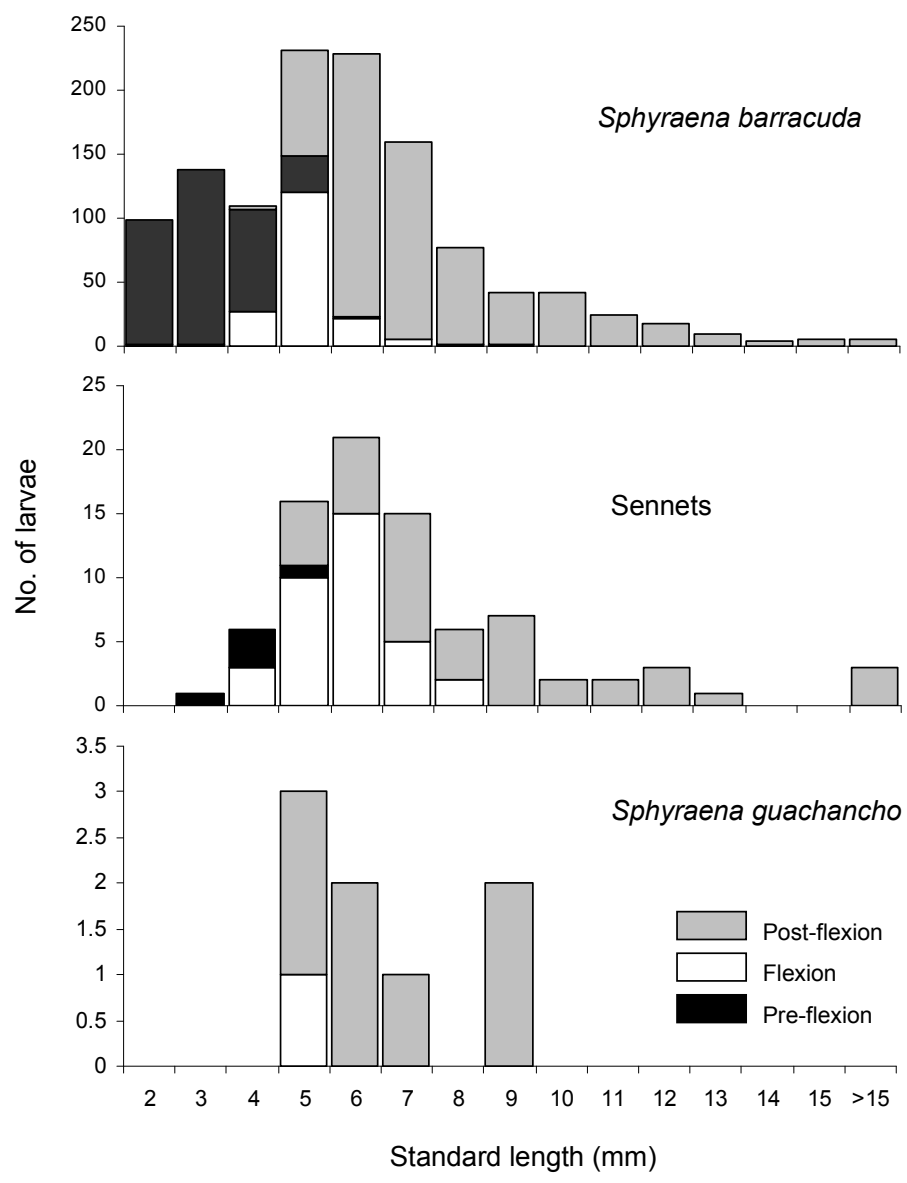 250
200
150
100
50
0
Sphyraena barracuda
25
20
15
10
5
0
Sennets
No. of larvae
3.5
3
2.5
2
1.5
1
0.5
0
Sphyraena guachancho
Post-flexion
Flexion
Pre-flexion
2 3 4 5 6 7 8 9 10 11 12 13 14 15 >15
Standard length (mm)